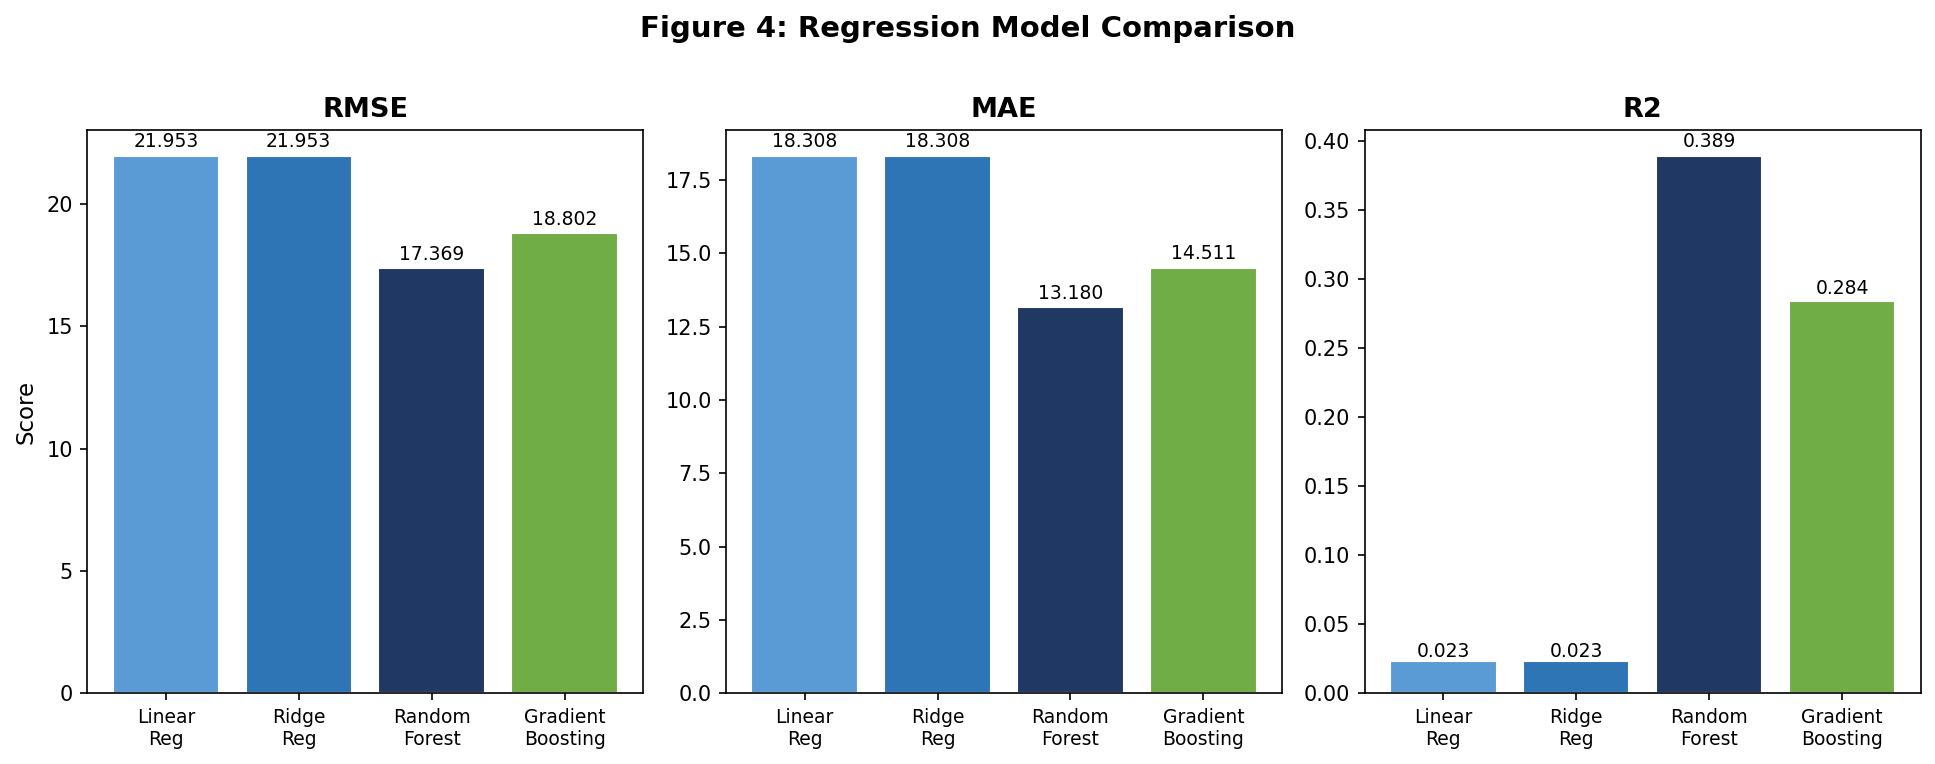 Figure 4: Regression Model Comparison
RMSE
Score
20
15
10
5
0
21.953
21.953
17.369
18.802
Linear
Reg
Ridge
Reg
Random
Forest
Gradient
Boosting
MAE
17.5
15.0
12.5
10.0
7.5
5.0
2.5
0.0
18.308
18.308
13.180
14.511
Linear
Reg
Ridge
Reg
Random
Forest
Gradient
Boosting
R2
0.40
0.35
0.30
0.25
0.20
0.15
0.10
0.05
0.00
0.023
0.023
0.389
0.284
Linear
Reg
Ridge
Reg
Random
Forest
Gradient
Boosting